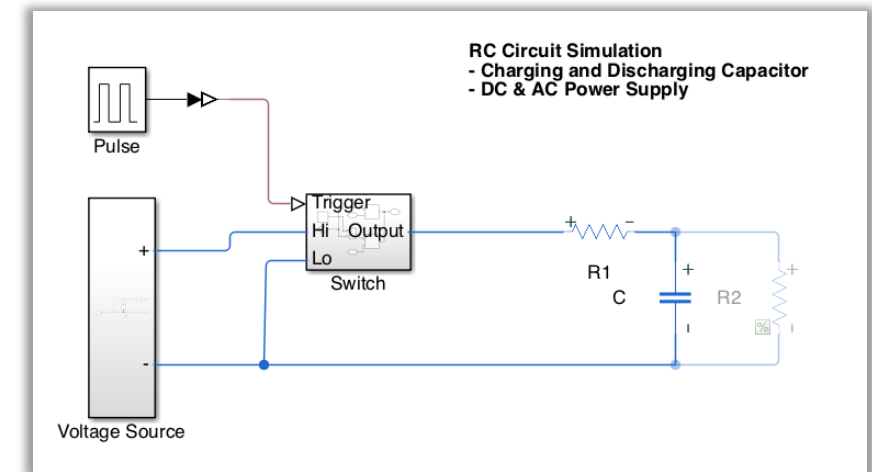 RC Circuit Simulation
- Charging and Discharging Capacitor
- DC & AC Power Supply
Pulse
Trigger
Hi Output
Lo
Switch
+
-
+ -
R1
C
+
-
R2
+
-
%
Voltage Source